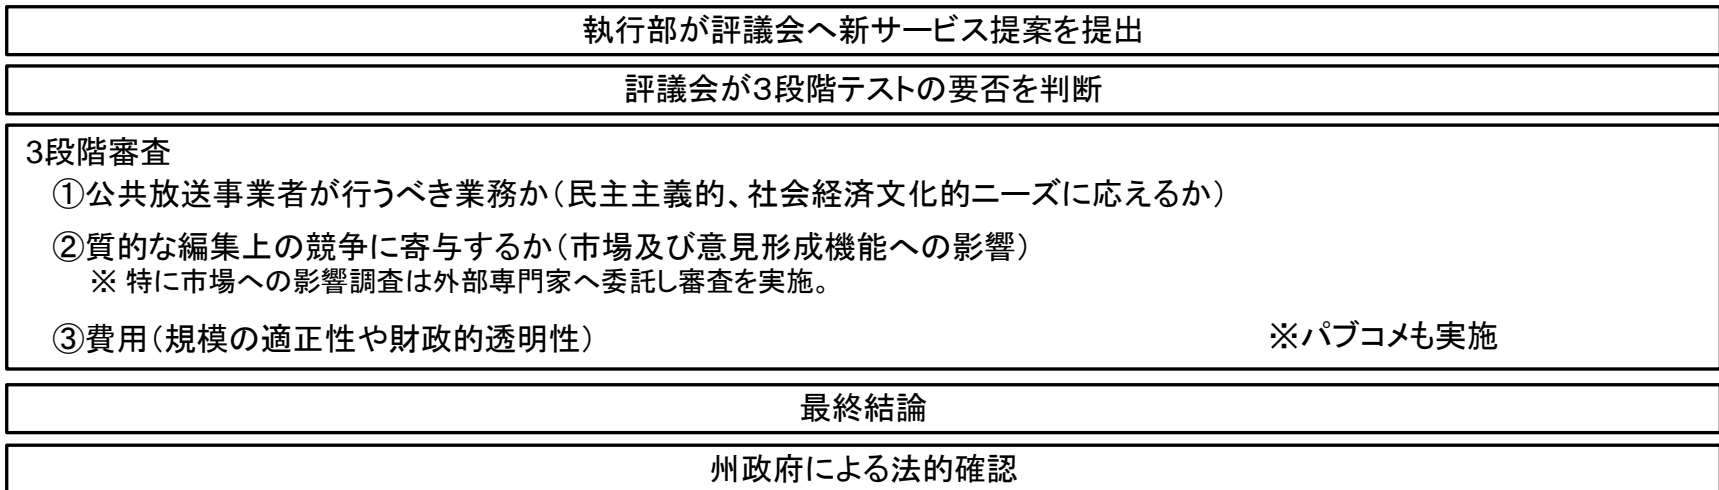 執行部が評議会へ新サービス提案を提出
評議会が3段階テストの要否を判断
3段階審査
①公共放送事業者が行うべき業務か(民主主義的、社会経済文化的ニーズに応えるか)
②質的な編集上の競争に寄与するか(市場及び意見形成機能への影響)
※ 特に市場への影響調査は外部専門家へ委託し審査を実施。
③費用(規模の適正性や財政的透明性)
※パブコメも実施
最終結論
州政府による法的確認